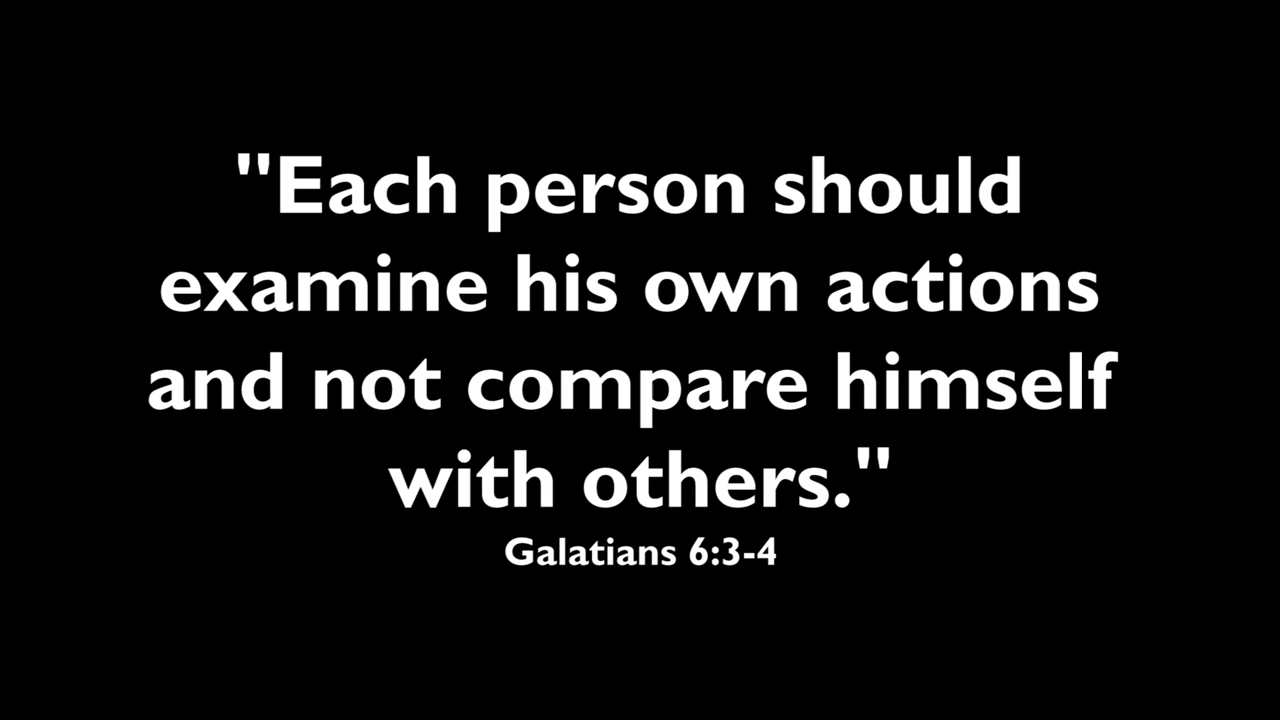 "Each person should
examine his own actions
and not compare himself
with others."
Galatians 6:3-4